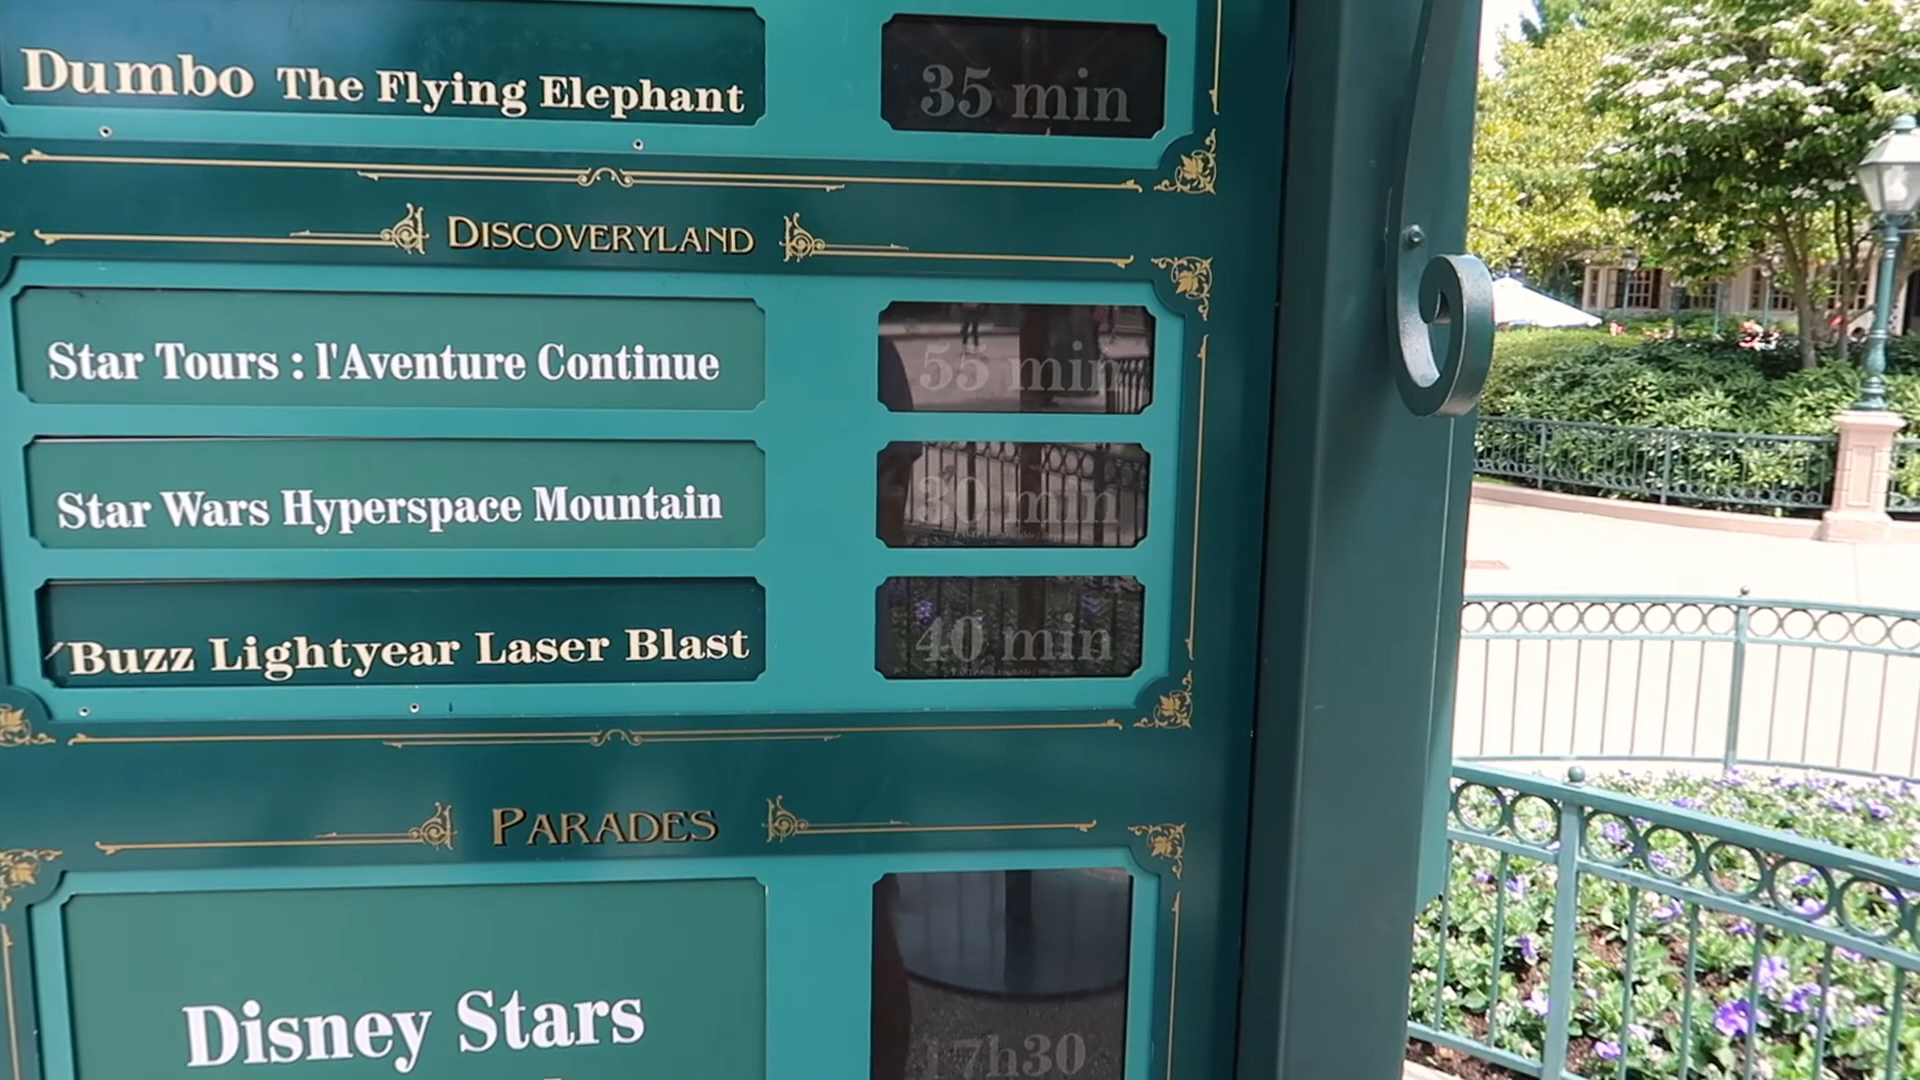 Dumbo The Flying Elephant 35 min
DISCOVERYLAND
Star Tours : l'Aventure Continue 55 min
Star Wars Hyperspace Mountain 30 min
Buzz Lightyear Laser Blast 40 min
PARADES
Disney Stars 17h30